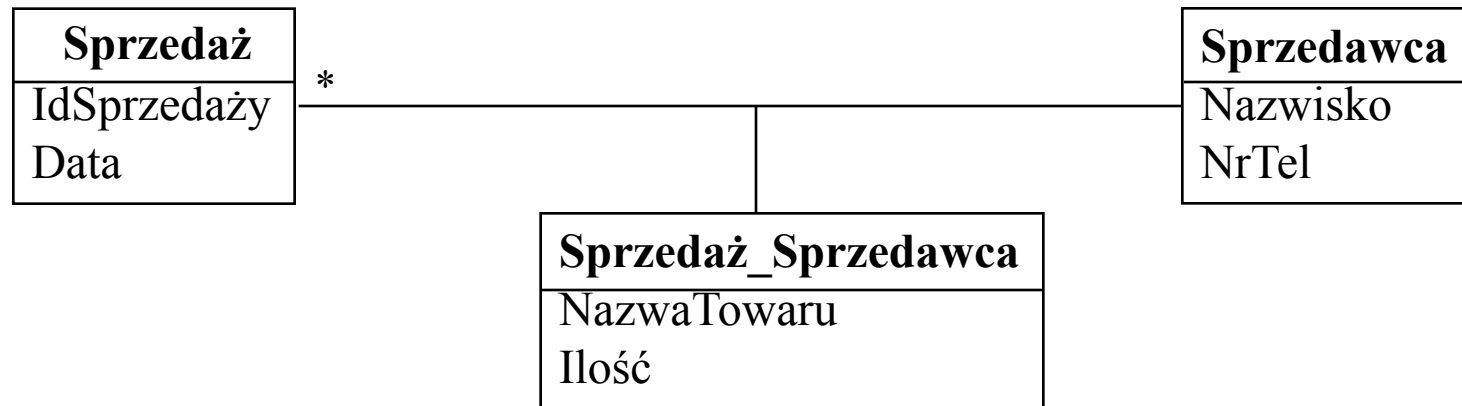 Sprzedaż
IdSprzedaży
Data
*
Sprzedawca
Nazwisko
NrTel
Sprzedaż_Sprzedawca
NazwaTowaru
Ilość